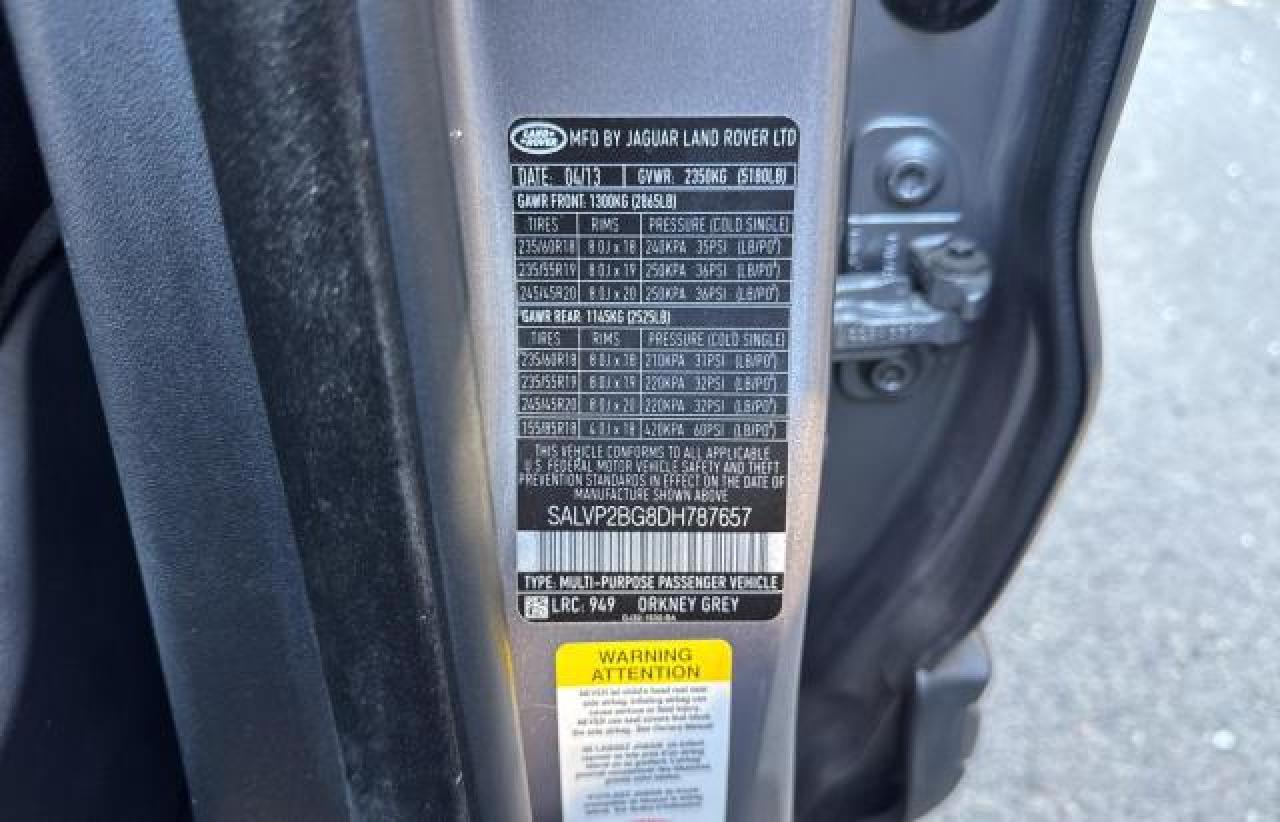 LAND ROVER MFD BY JAGUAR LAND ROVER LTD
DATE: 04/13 GVWR: 2350KG (5180LB)
GAWR FRONT: 1300KG (2865LB)
TIRES RIMS PRESSURE (COLD SINGLE)
235/60R18 8.0J x 18 240KPA 35PSI (LB/PO²)
235/55R19 8.0J x 19 250KPA 36PSI (LB/PO²)
245/45R20 8.0J x 20 250KPA 36PSI (LB/PO²)
GAWR REAR: 1145KG (2525LB)
TIRES RIMS PRESSURE (COLD SINGLE)
235/60R18 8.0J x 18 210KPA 31PSI (LB/PO²)
235/55R19 8.0J x 19 220KPA 32PSI (LB/PO²)
245/45R20 8.0J x 20 220KPA 32PSI (LB/PO²)
155/85R18 4.0J x 18 420KPA 60PSI (LB/PO²)
THIS VEHICLE CONFORMS TO ALL APPLICABLE
U.S. FEDERAL MOTOR VEHICLE SAFETY AND THEFT
PREVENTION STANDARDS IN EFFECT ON THE DATE OF
MANUFACTURE SHOWN ABOVE
SALVP2BG8DH787657
TYPE: MULTI-PURPOSE PASSENGER VEHICLE
LRC: 949 ORKNEY GREY
WARNING
ATTENTION